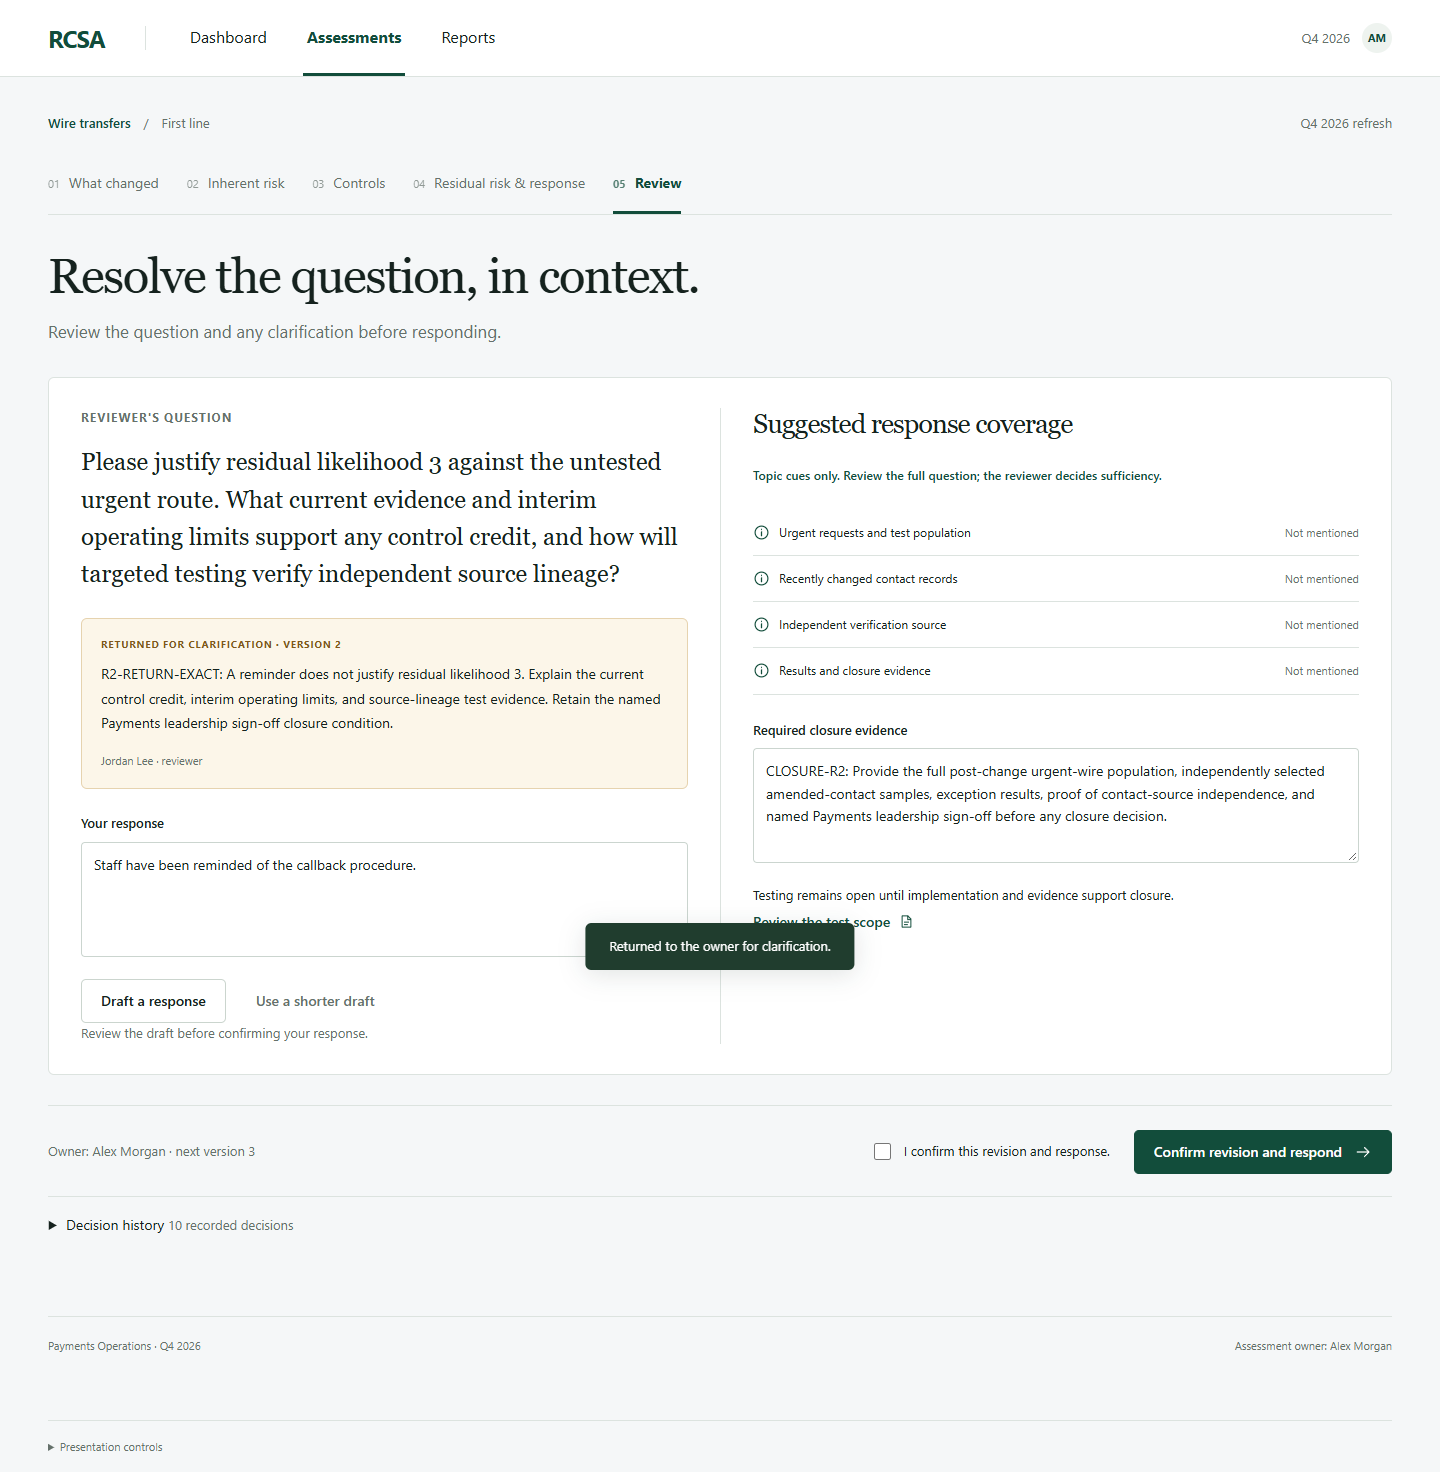 RCSA
Dashboard
Assessments
Reports
Q4 2026
AM
Wire transfers / First line
Q4 2026 refresh
01 What changed
02 Inherent risk
03 Controls
04 Residual risk & response
05 Review
Resolve the question, in context.
Review the question and any clarification before responding.
REVIEWER'S QUESTION
Please justify residual likelihood 3 against the untested
urgent route. What current evidence and interim
operating limits support any control credit, and how will
targeted testing verify independent source lineage?
RETURNED FOR CLARIFICATION · VERSION 2
R2-RETURN-EXACT: A reminder does not justify residual likelihood 3. Explain the current
control credit, interim operating limits, and source-lineage test evidence. Retain the named
Payments leadership sign-off closure condition.
Jordan Lee · reviewer
Your response
Staff have been reminded of the callback procedure.
Draft a response
Use a shorter draft
Review the draft before confirming your response.
Suggested response coverage
Topic cues only. Review the full question; the reviewer decides sufficiency.
Urgent requests and test population Not mentioned
Recently changed contact records Not mentioned
Independent verification source Not mentioned
Results and closure evidence Not mentioned
Required closure evidence
CLOSURE-R2: Provide the full post-change urgent-wire population, independently selected
amended-contact samples, exception results, proof of contact-source independence, and
named Payments leadership sign-off before any closure decision.
Testing remains open until implementation and evidence support closure.
Review the test scope
Returned to the owner for clarification.
Owner: Alex Morgan · next version 3
I confirm this revision and response.
Confirm revision and respond
Decision history 10 recorded decisions
Payments Operations · Q4 2026
Assessment owner: Alex Morgan
Presentation controls